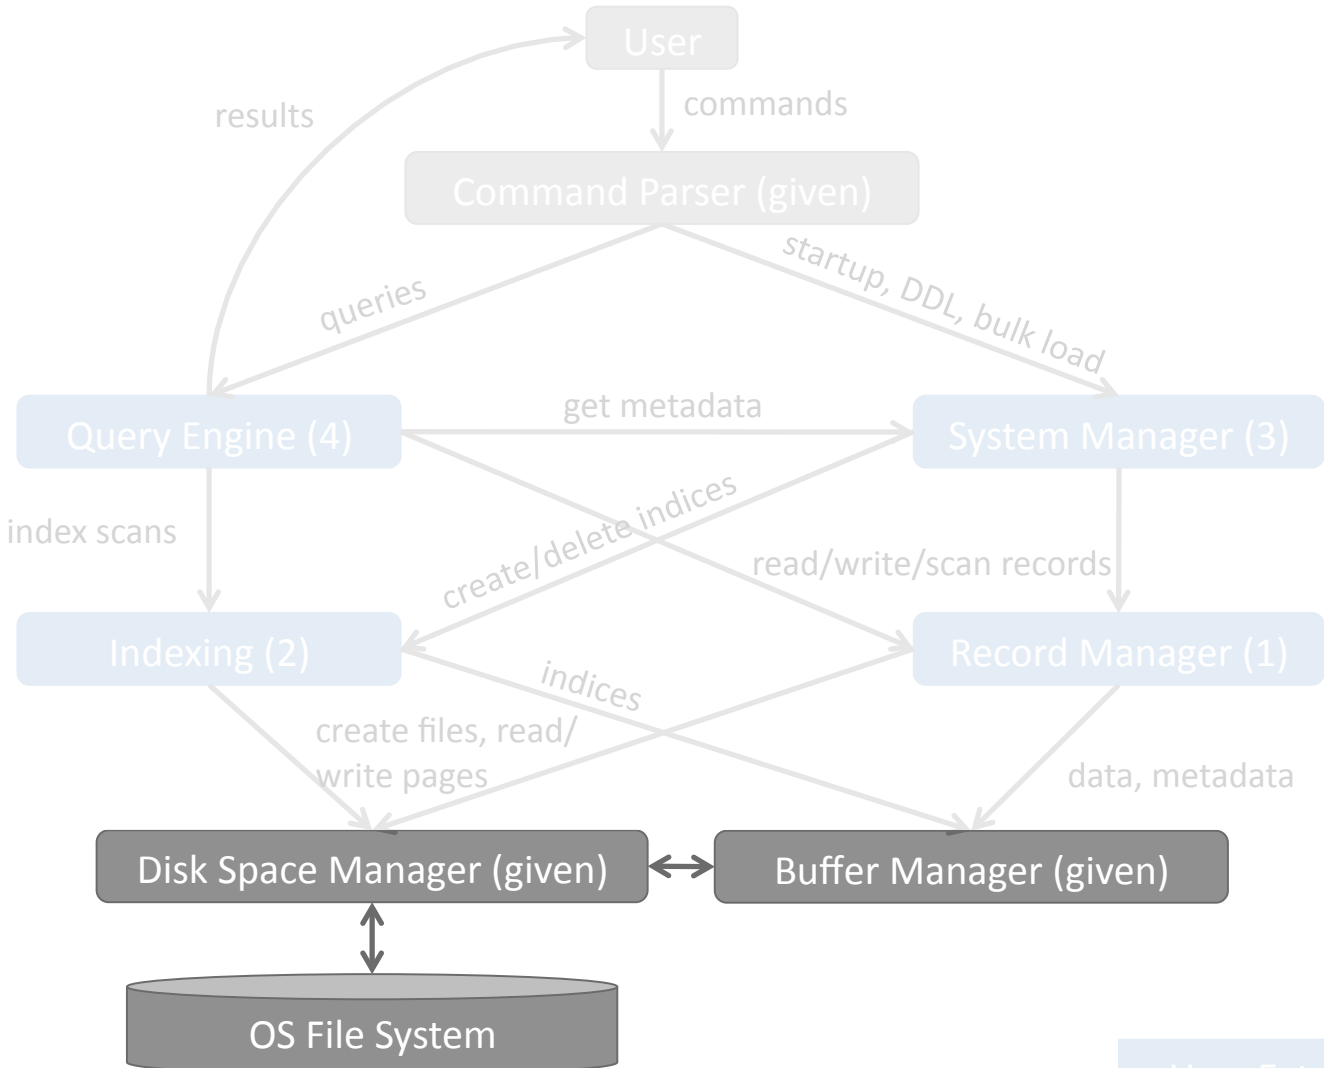 User
results
commands
Command Parser (given)
startup, DDL, bulk load
queries
get metadata
Query Engine (4)
System Manager (3)
create/delete indices
index scans
read/write/scan records
Indexing (2)
Record Manager (1)
indices
create files, read/
write pages
data, metadata
Disk Space Manager (given)
Buffer Manager (given)
OS File System